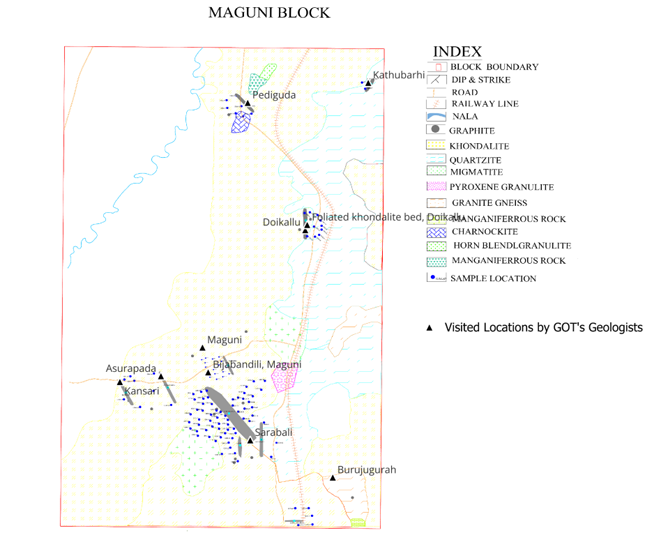 MAGUNI BLOCK
INDEX
BLOCK BOUNDARY
DIP & STRIKE
ROAD
RAILWAY LINE
NALA
GRAPHITE
KHONDALITE
QUARTZITE
MIGMATITE
PYROXENE GRANULITE
GRANITE GNEISS
MANGANIFERROUS ROCK
CHARNOCKITE
HORN BLENDLGRANULITE
MANGANIFERROUS ROCK
SAMPLE LOCATION
Visited Locations by GOT's Geologists
Kathubarhi
Pediguda
Foliated khondalite bed, Doikallu
Doikallu
Maguni
Bijabandili, Maguni
Asurapada
Kansari
Sarabali
Burujugurah